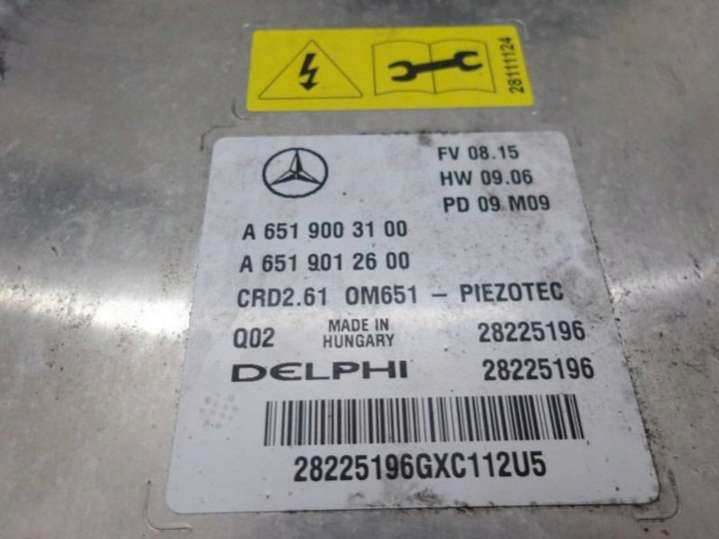 28111124
FV 08.15
HW 09.06
PD 09 M09
A 651 900 31 00
A 651 901 26 00
CRD2.61 OM651 - PIEZOTEC
Q02 MADE IN HUNGARY 28225196
DELPHI 28225196
28225196GXC112U5